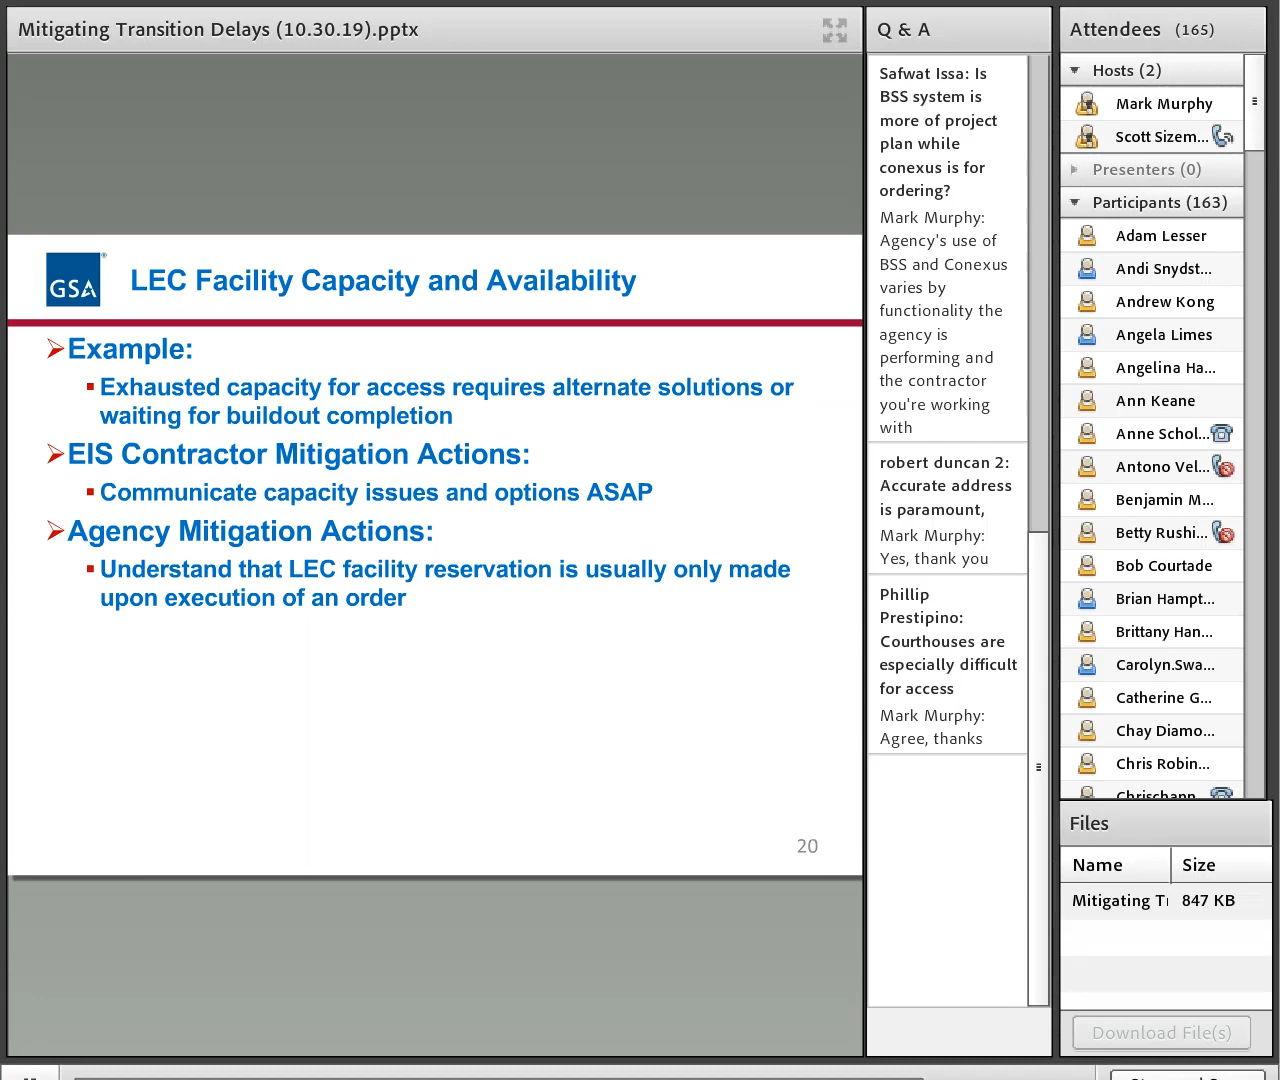 Mitigating Transition Delays (10.30.19).pptx
GSA
LEC Facility Capacity and Availability
Example:
Exhausted capacity for access requires alternate solutions or
waiting for buildout completion
EIS Contractor Mitigation Actions:
Communicate capacity issues and options ASAP
Agency Mitigation Actions:
Understand that LEC facility reservation is usually only made
upon execution of an order
20
Q & A
Safwat Issa: Is
BSS system is
more of project
plan while
conexus is for
ordering?
Mark Murphy:
Agency's use of
BSS and Conexus
varies by
functionality the
agency is
performing and
the contractor
you're working
with
robert duncan 2:
Accurate address
is paramount,
Mark Murphy:
Yes, thank you
Phillip
Prestipino:
Courthouses are
especially difficult
for access
Mark Murphy:
Agree, thanks
Attendees (165)
Hosts (2)
Mark Murphy
Scott Sizem...
Presenters (0)
Participants (163)
Adam Lesser
Andi Snydst...
Andrew Kong
Angela Limes
Angelina Ha...
Ann Keane
Anne Schol...
Antono Vel...
Benjamin M...
Betty Rushi...
Bob Courtade
Brian Hampt...
Brittany Han...
Carolyn.Swa...
Catherine G...
Chay Diamo...
Chris Robin...
Chrischann
Files
Name Size
Mitigating Tr 847 KB
Download File(s)